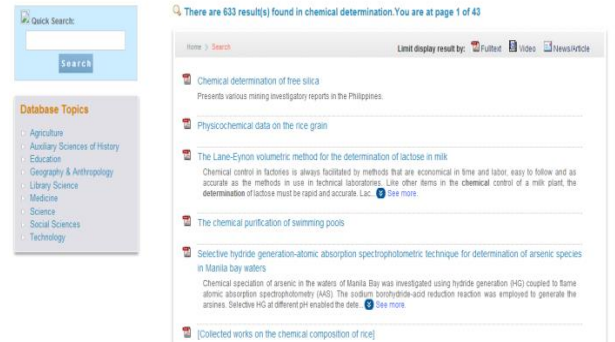 Quick Search:
Search
Database Topics
Agriculture
Auxiliary Sciences of History
Education
Geography & Anthropology
Library Science
Medicine
Science
Social Sciences
Technology
There are 633 result(s) found in chemical determination.You are at page 1 of 43
Home > Search
Limit display result by: Fulltext Video News/Article
Chemical determination of free silica
Presents various mining investigatory reports in the Philippines.
Physicochemical data on the rice grain
The Lane-Eynon volumetric method for the determination of lactose in milk
Chemical control in factories is always facilitated by methods that are economical in time and labor, easy to follow and as
accurate as the methods in use in technical laboratories. Like other items in the chemical control of a milk plant, the
determination of lactose must be rapid and accurate. Lac... See more.
The chemical purification of swimming pools
Selective hydride generation-atomic absorption spectrophotometric technique for determination of arsenic species
in Manila bay waters
Chemical speciation of arsenic in the waters of Manila Bay was investigated using hydride generation (HG) coupled to flame
atomic absorption spectrophotometry (AAS). The sodium borohydride-acid reduction reaction was employed to generate the
arsines. Selective HG at different pH enabled the dete... See more.
[Collected works on the chemical composition of rice]